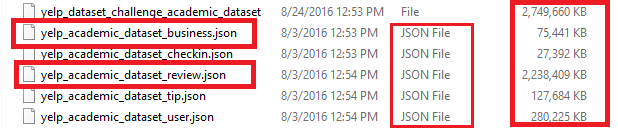 yelp_dataset_challenge_academic_dataset 8/24/2016 12:53 PM File 2,749,660 KB
yelp_academic_dataset_business.json 8/3/2016 12:53 PM JSON File 75,441 KB
yelp_academic_dataset_checkin.json 8/3/2016 12:53 PM JSON File 27,392 KB
yelp_academic_dataset_review.json 8/3/2016 12:54 PM JSON File 2,238,409 KB
yelp_academic_dataset_tip.json 8/3/2016 12:54 PM JSON File 127,684 KB
yelp_academic_dataset_user.json 8/3/2016 12:54 PM JSON File 280,225 KB